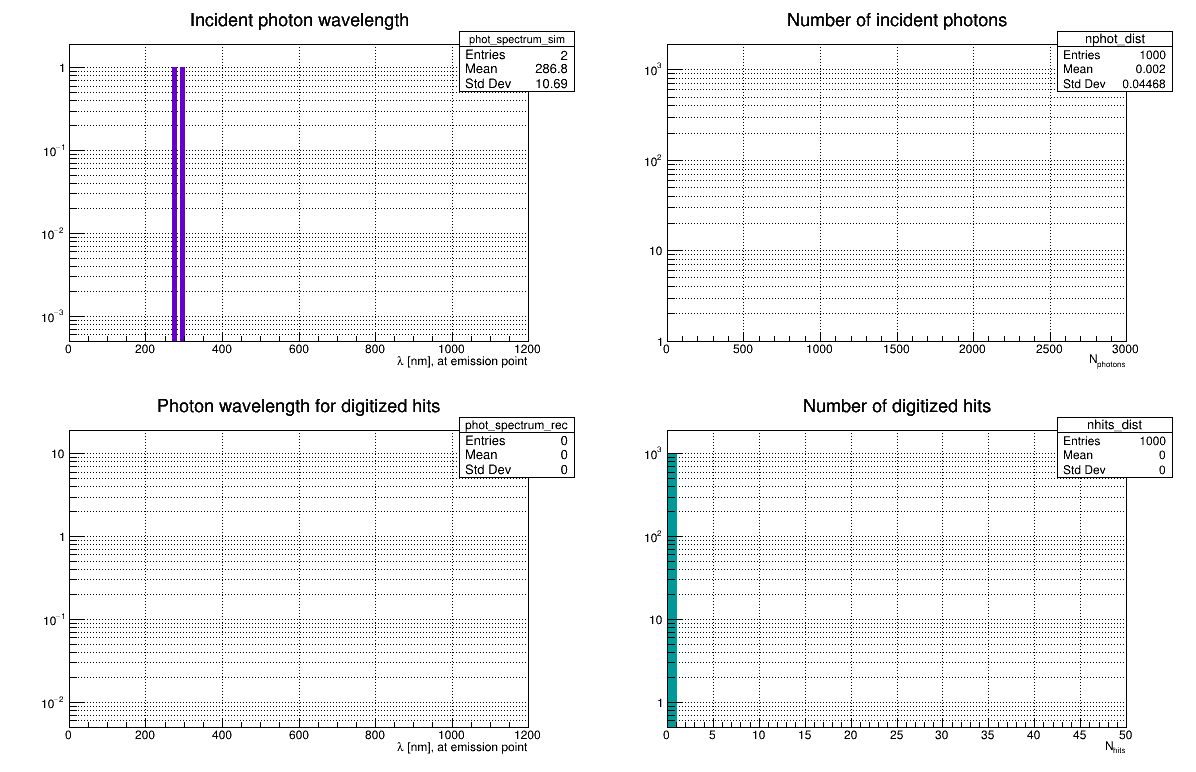 Incident photon wavelength
phot_spectrum_sim
Entries 2
Mean 286.8
Std Dev 10.69
1
10−1
10−2
10−3
0 200 400 600 800 1000 1200
λ [nm], at emission point
Number of incident photons
nphot_dist
Entries 1000
Mean 0.002
Std Dev 0.04468
103
102
10
1
0 500 1000 1500 2000 2500 3000
Nphotons
Photon wavelength for digitized hits
phot_spectrum_rec
Entries 0
Mean 0
Std Dev 0
10
1
10−1
10−2
0 200 400 600 800 1000 1200
λ [nm], at emission point
Number of digitized hits
nhits_dist
Entries 1000
Mean 0
Std Dev 0
103
102
10
1
0 5 10 15 20 25 30 35 40 45 50
Nhits